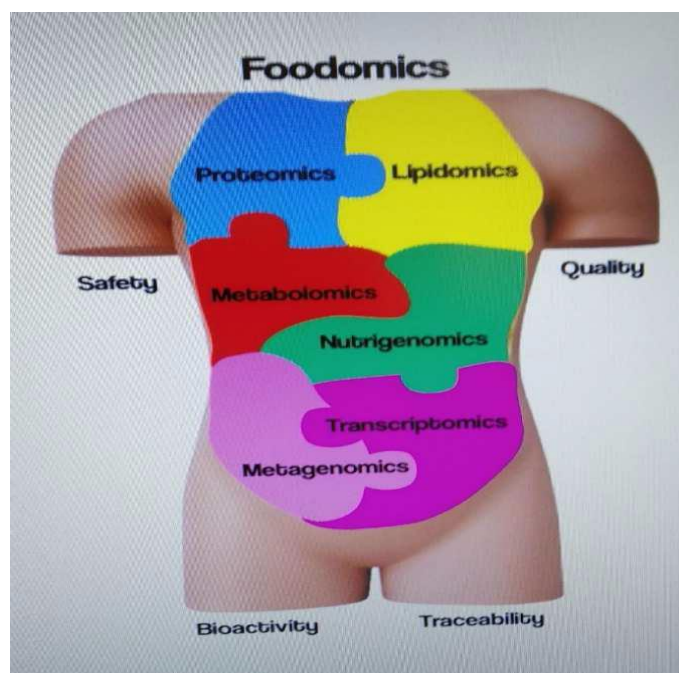 Foodomics
Proteomics
Lipidomics
Safety
Quality
Metabolomics
Nutrigenomics
Transcriptomics
Metagenomics
Bioactivity
Traceability